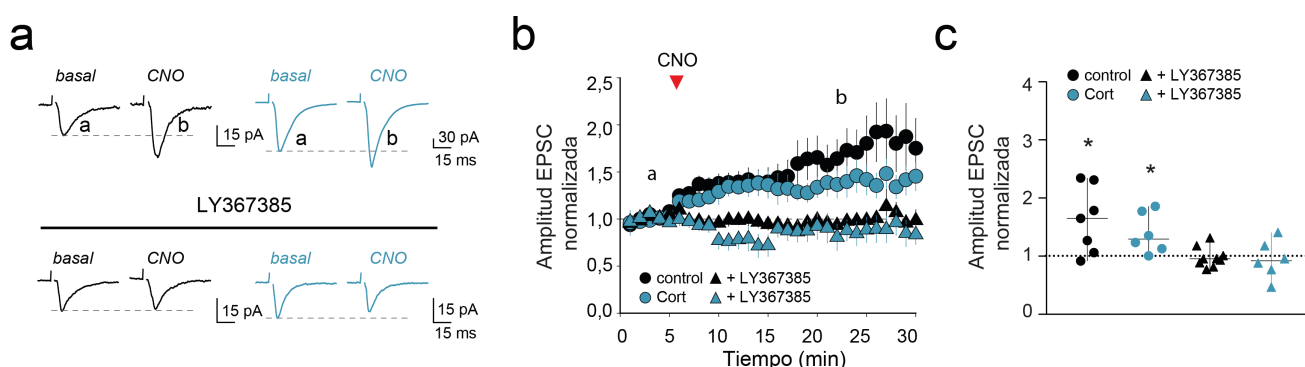 a
basal
CNO
basal
CNO
a
b
15 pA
a
b
30 pA
15 ms
LY367385
basal
CNO
basal
CNO
15 pA
15 pA
15 ms
b
CNO
Amplitud EPSC
normalizada
2,5
2,0
1,5
1,0
0,5
0,0
a
b
control
+ LY367385
Cort
+ LY367385
0
5
10
15
20
25
30
Tiempo (min)
c
Amplitud EPSC
normalizada
4
3
2
1
0
control
+ LY367385
Cort
+ LY367385
*
*